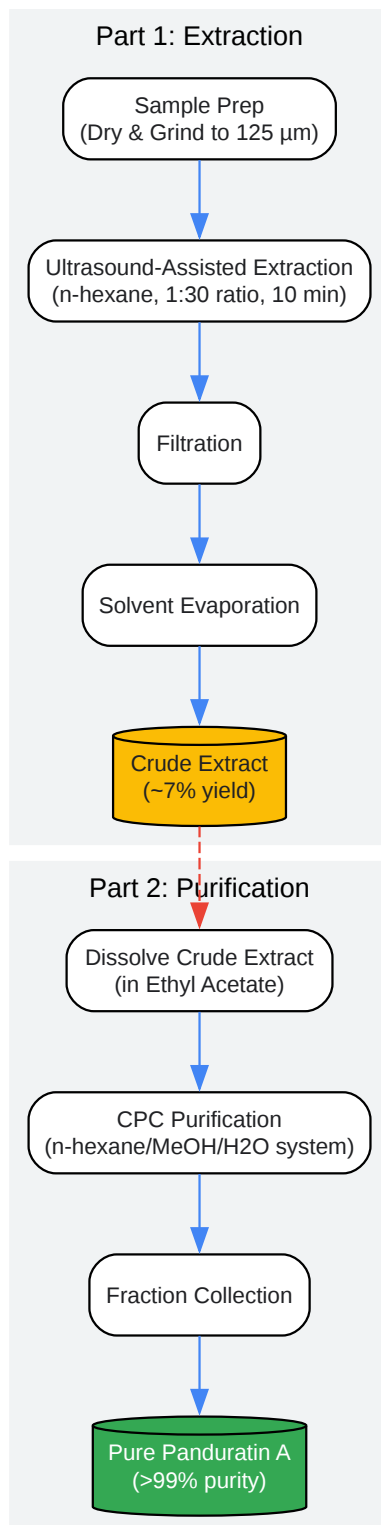 Part 1: Extraction
Sample Prep
(Dry & Grind to 125 µm)
Ultrasound-Assisted Extraction
(n-hexane, 1:30 ratio, 10 min)
Filtration
Solvent Evaporation
Crude Extract
(~7% yield)
Part 2: Purification
Dissolve Crude Extract
(in Ethyl Acetate)
CPC Purification
(n-hexane/MeOH/H2O system)
Fraction Collection
Pure Panduratin A
(>99% purity)